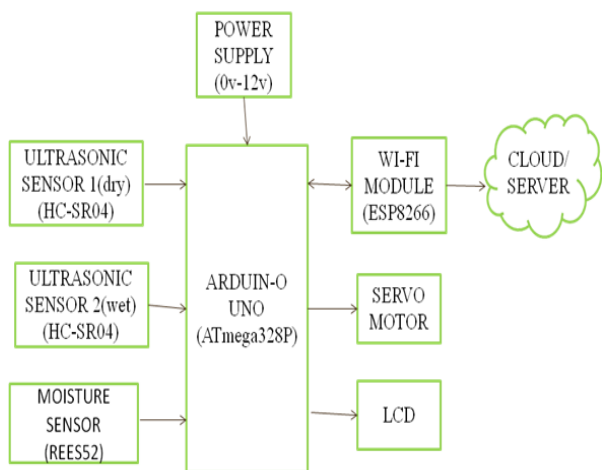 POWER
SUPPLY
(0v-12v)
ULTRASONIC
SENSOR 1(dry)
(HC-SR04)
WI-FI
MODULE
(ESP8266)
CLOUD/
SERVER
ULTRASONIC
SENSOR 2(wet)
(HC-SR04)
ARDUIN-O
UNO
(ATmega328P)
SERVO
MOTOR
MOISTURE
SENSOR
(REES52)
LCD